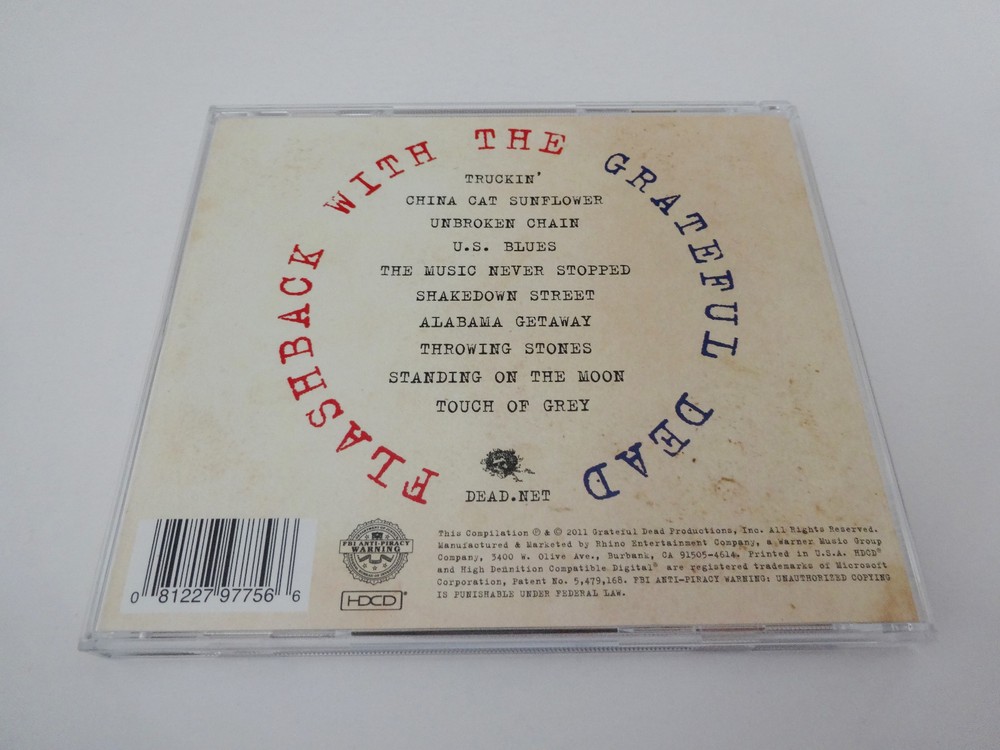 FLASHBACK WITH THE GRATEFUL DEAD
TRUCKIN'
CHINA CAT SUNFLOWER
UNBROKEN CHAIN
U.S. BLUES
THE MUSIC NEVER STOPPED
SHAKEDOWN STREET
ALABAMA GETAWAY
THROWING STONES
STANDING ON THE MOON
TOUCH OF GREY
DEAD.NET
This Compilation ℗ & © 2011 Grateful Dead Productions, Inc. All Rights Reserved.
Manufactured & Marketed by Rhino Entertainment Company, a Warner Music Group
Company, 3400 W. Olive Ave., Burbank, CA 91505-4614. Printed in U.S.A. HDCD®
and High Definition Compatible Digital® are registered trademarks of Microsoft
Corporation, Patent No. 5,479,168. FBI ANTI-PIRACY WARNING: UNAUTHORIZED COPYING
IS PUNISHABLE UNDER FEDERAL LAW.
FBI ANTI-PIRACY
WARNING
HDCD®
0 81227 97756 6